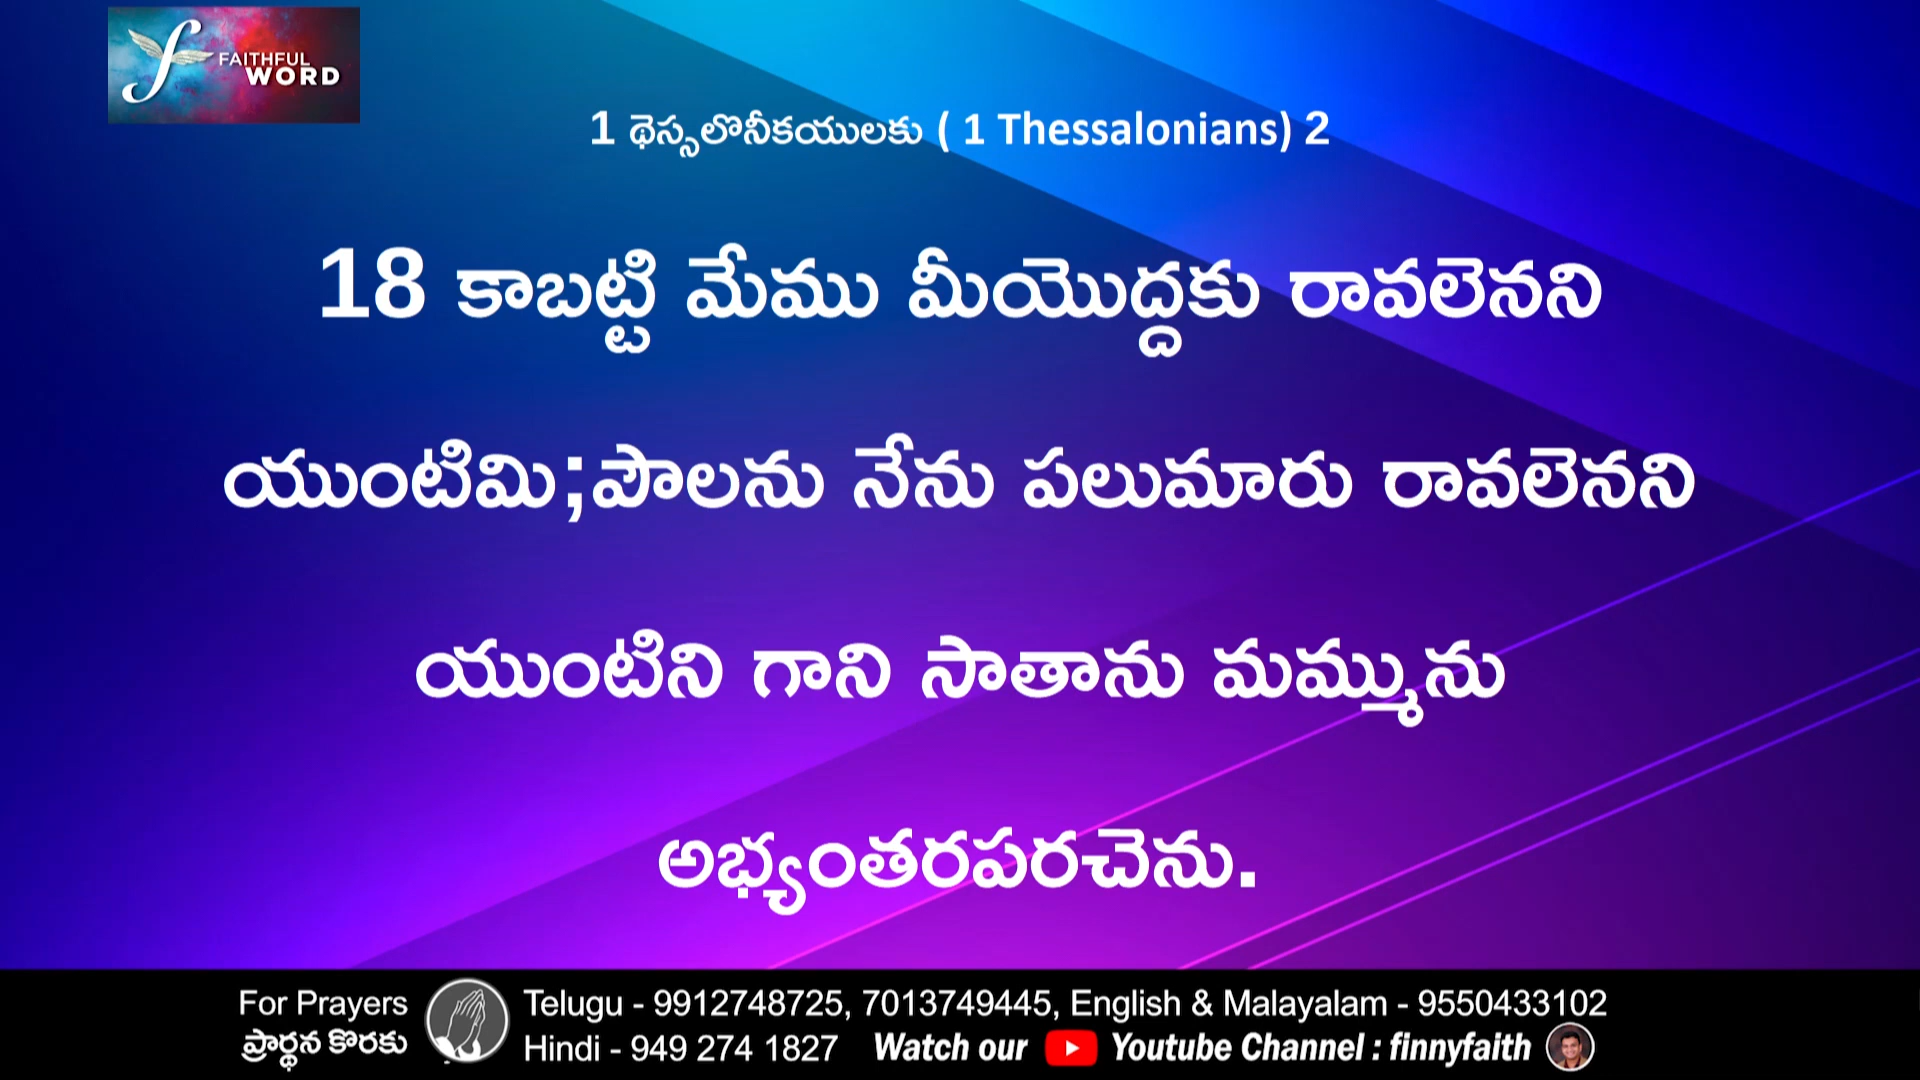 FAITHFUL
WORD
1 థెస్సలొనీకయులకు ( 1 Thessalonians) 2
18 కాబట్టి మేము మీయొద్దకు రావలెనని
యుంటిమి;పౌలను నేను పలుమారు రావలెనని
యుంటిని గాని సాతాను మమ్మును
అభ్యంతరపరచెను.
For Prayers
ప్రార్థన కొరకు
Telugu - 9912748725, 7013749445, English & Malayalam - 9550433102
Hindi - 949 274 1827 Watch our Youtube Channel : finnyfaith